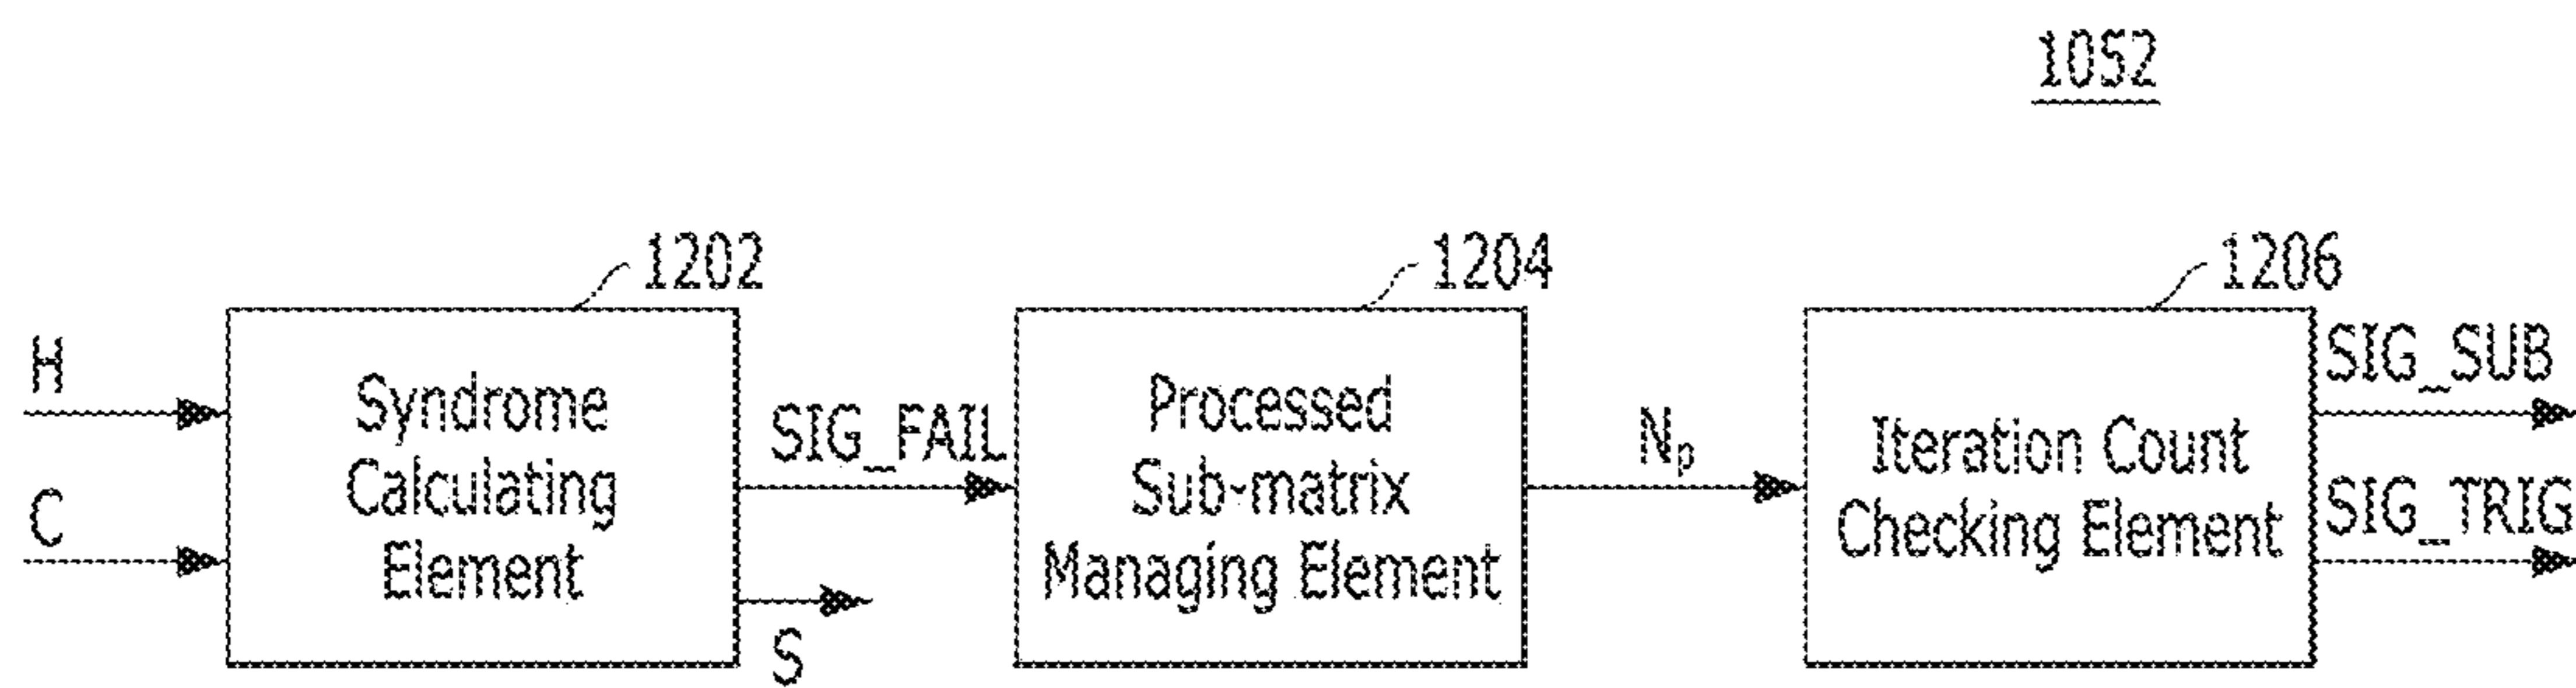 1052
1202
1204
1206
H
C
Syndrome
Calculating
Element
SIG_FAIL
S
Processed
Sub-matrix
Managing Element
Np
Iteration Count
Checking Element
SIG_SUB
SIG_TRIG